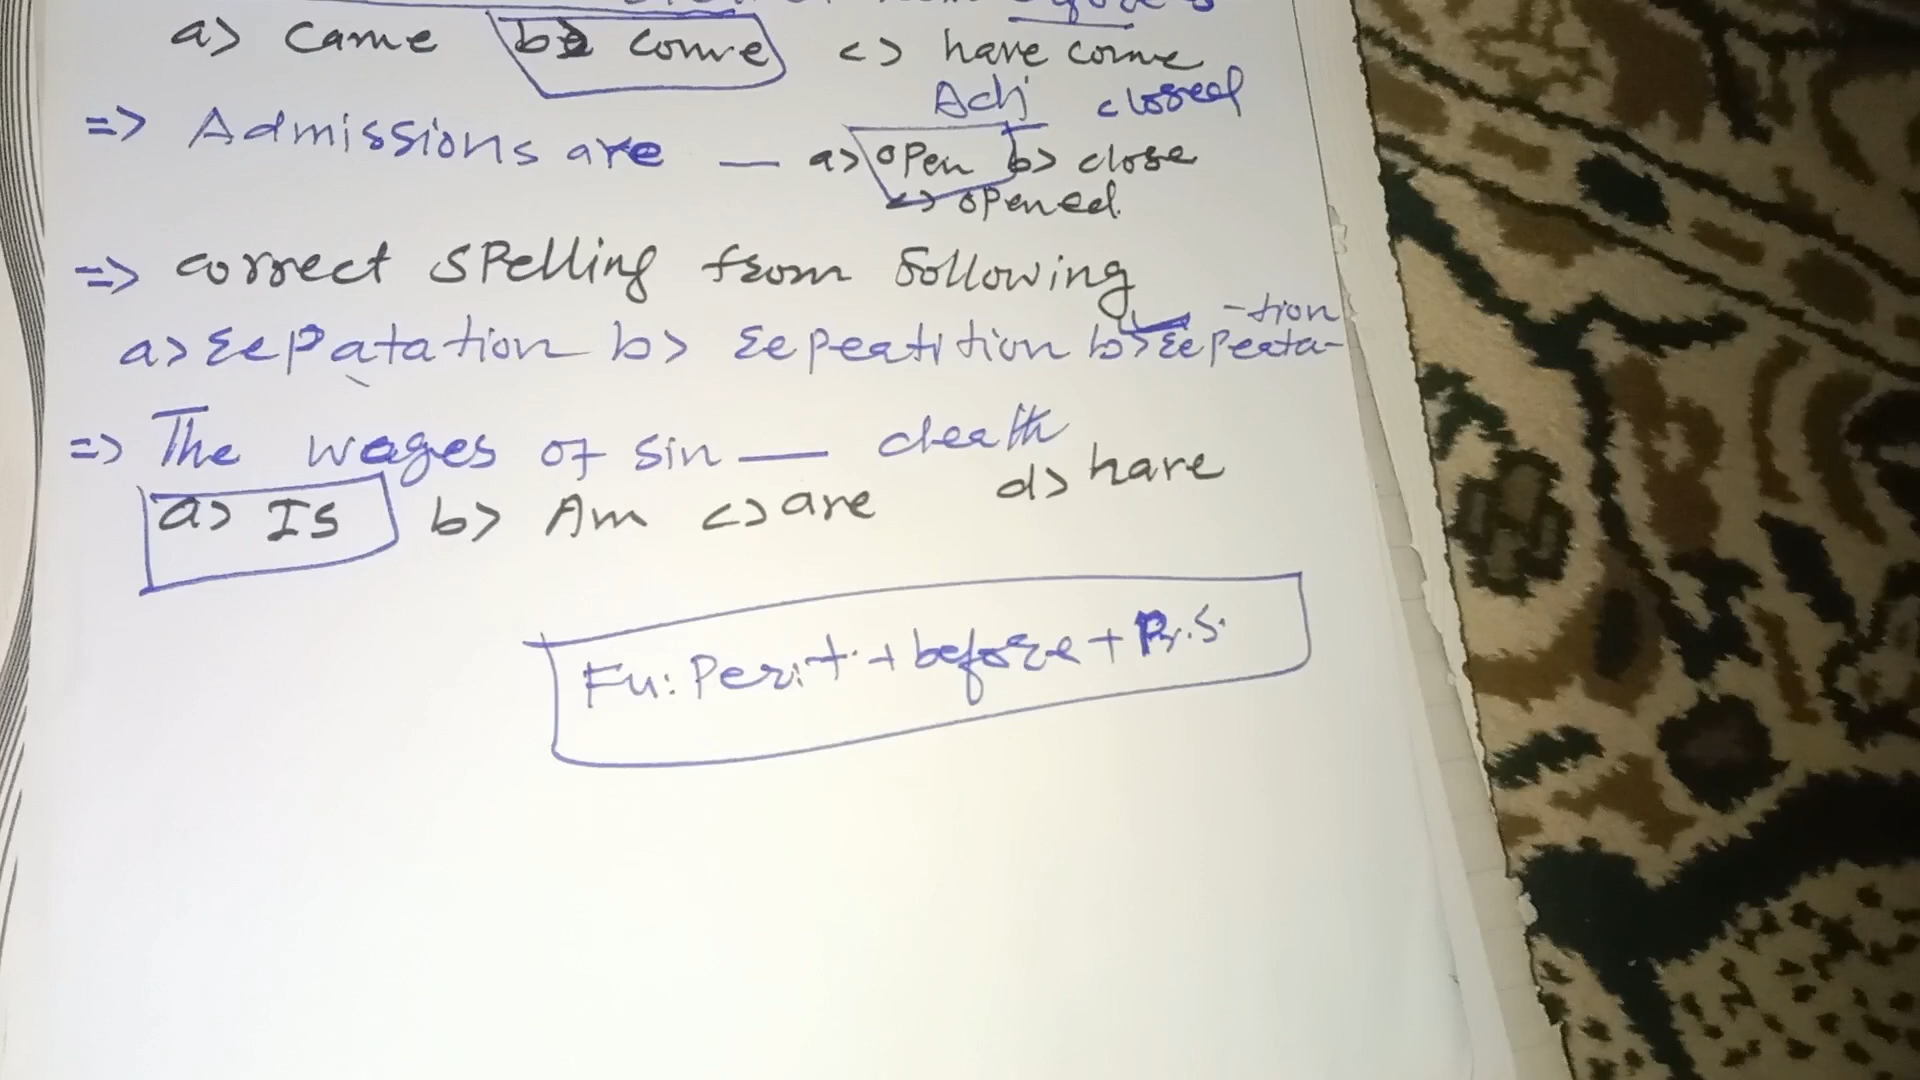 a) Came b) come c) have come
Adj closed
=> Admissions are — a) open b) close
c) opened
=> correct spelling from following
-tion
a) repatation b) repeatition b) repeata-
=> The wages of sin — death
a) Is b) Am c) are d) have
Fu: Per: t. + before + Pr. S.